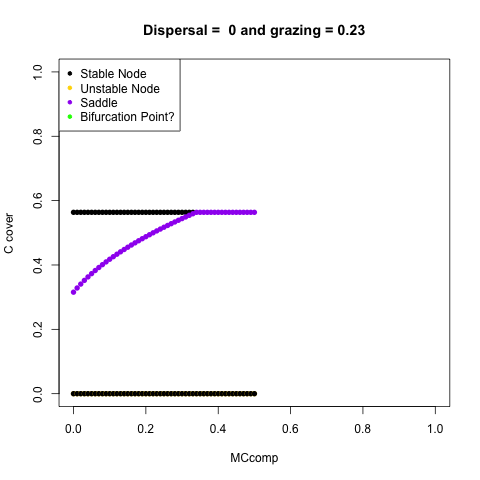 Dispersal =  0 and grazing = 0.23
Stable Node
Unstable Node
Saddle
Bifurcation Point?
1.0
0.8
0.6
0.4
0.2
0.0
C cover
0.0 0.2 0.4 0.6 0.8 1.0
MCcomp